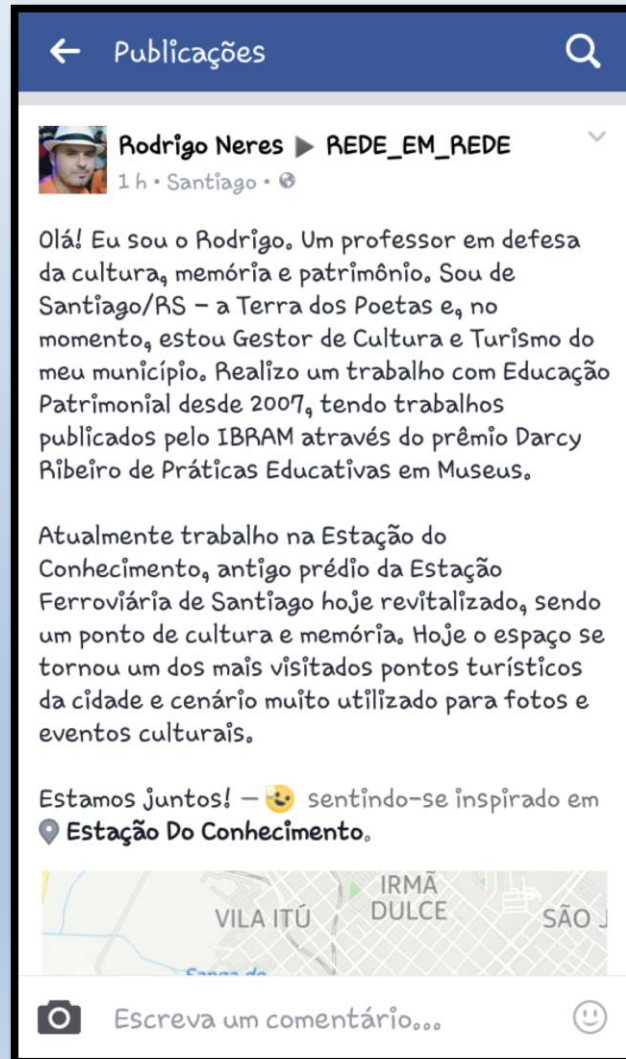 Publicações
Rodrigo Neres ▶ REDE_EM_REDE
1 h • Santiago •
Olá! Eu sou o Rodrigo. Um professor em defesa
da cultura, memória e patrimônio. Sou de
Santiago/RS – a Terra dos Poetas e, no
momento, estou Gestor de Cultura e Turismo do
meu município. Realizo um trabalho com Educação
Patrimonial desde 2007, tendo trabalhos
publicados pelo IBRAM através do prêmio Darcy
Ribeiro de Práticas Educativas em Museus.
Atualmente trabalho na Estação do
Conhecimento, antigo prédio da Estação
Ferroviária de Santiago hoje revitalizado, sendo
um ponto de cultura e memória. Hoje o espaço se
tornou um dos mais visitados pontos turísticos
da cidade e cenário muito utilizado para fotos e
eventos culturais.
Estamos juntos! — sentindo-se inspirado em
Estação Do Conhecimento.
IRMÃ
VILA ITÚ DULCE SÃO J
Escreva um comentário...